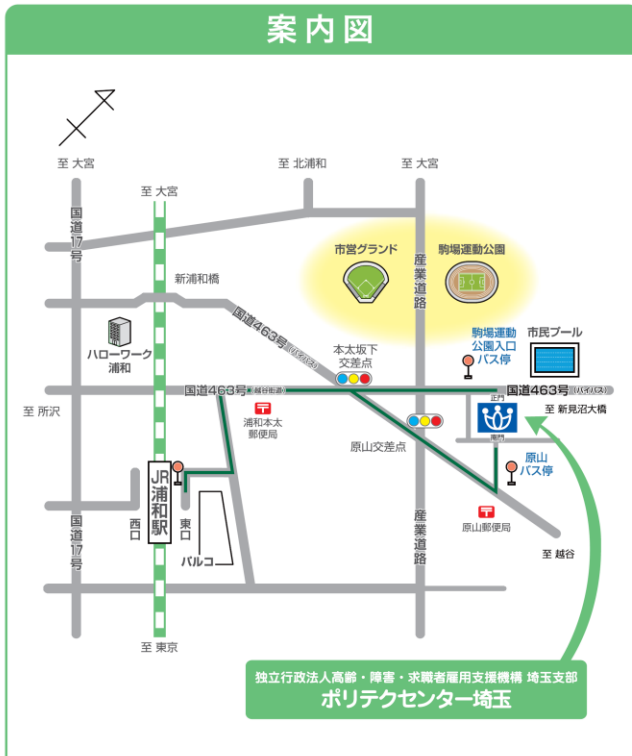 案内図
至 大宮
至 北浦和
至 大宮
至 大宮
国道17号
新浦和橋
市営グランド
駒場運動公園
産業道路
国道463号
ハローワーク
浦和
本太坂下
交差点
駒場運動
公園入口
バス停
市民プール
国道463号
(越谷街道)
正門
国道463号
(バイパス)
至 所沢
浦和本太
郵便局
至 新見沼大橋
原山交差点
南門
原山
バス停
JR浦和駅
西口
東口
パルコ
国道17号
産業道路
原山郵便局
至 越谷
至 東京
独立行政法人高齢・障害・求職者雇用支援機構 埼玉支部
ポリテクセンター埼玉